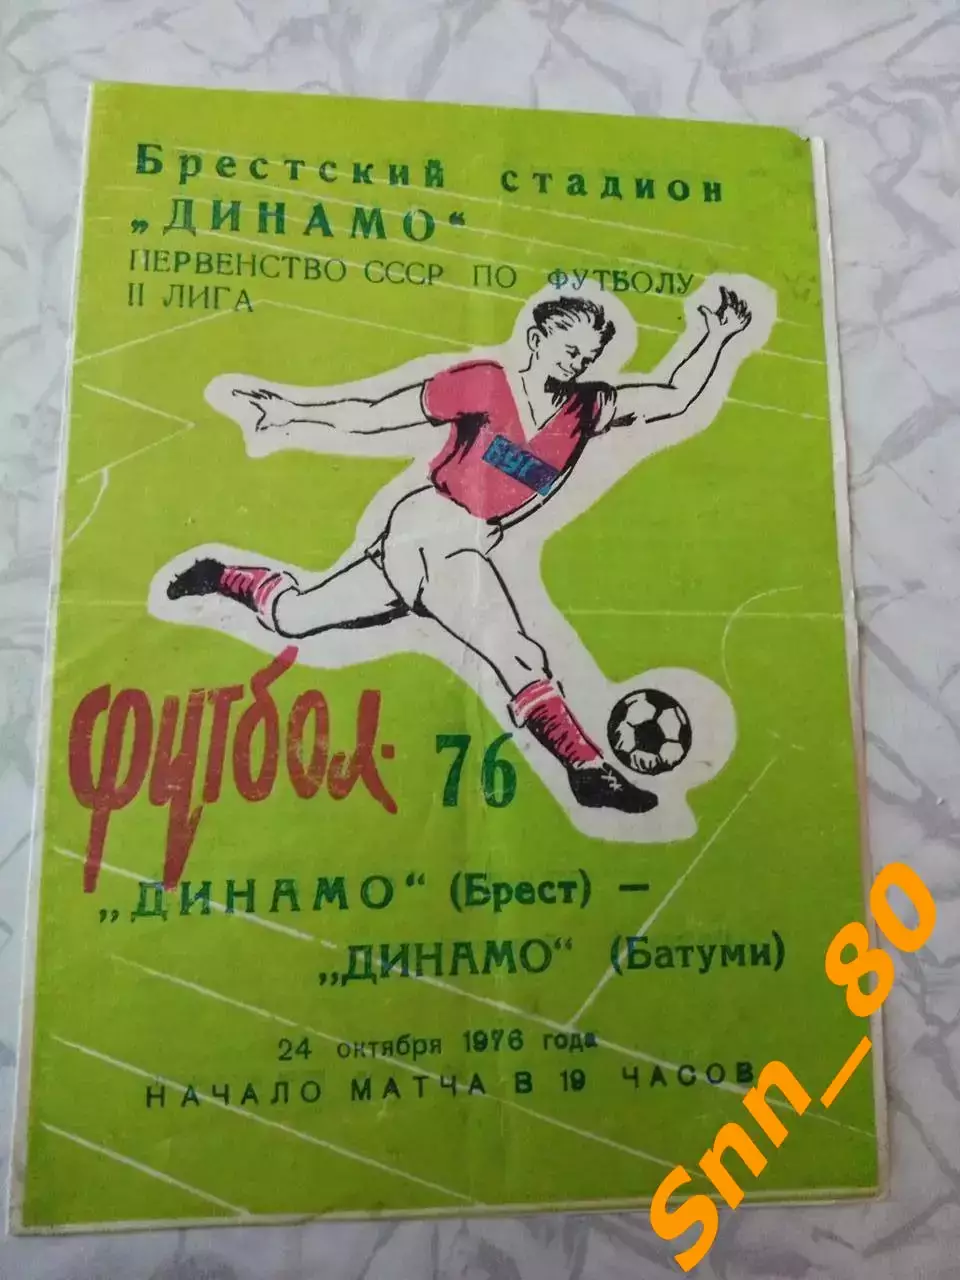 Брестский стадион
„ДИНАМО“
ПЕРВЕНСТВО СССР ПО ФУТБОЛУ
II ЛИГА
БУГ
футбол 76
„ДИНАМО“ (Брест) —
„ДИНАМО“ (Батуми)
24 октября 1976 года
НАЧАЛО МАТЧА В 19 ЧАСОВ
Snn_80